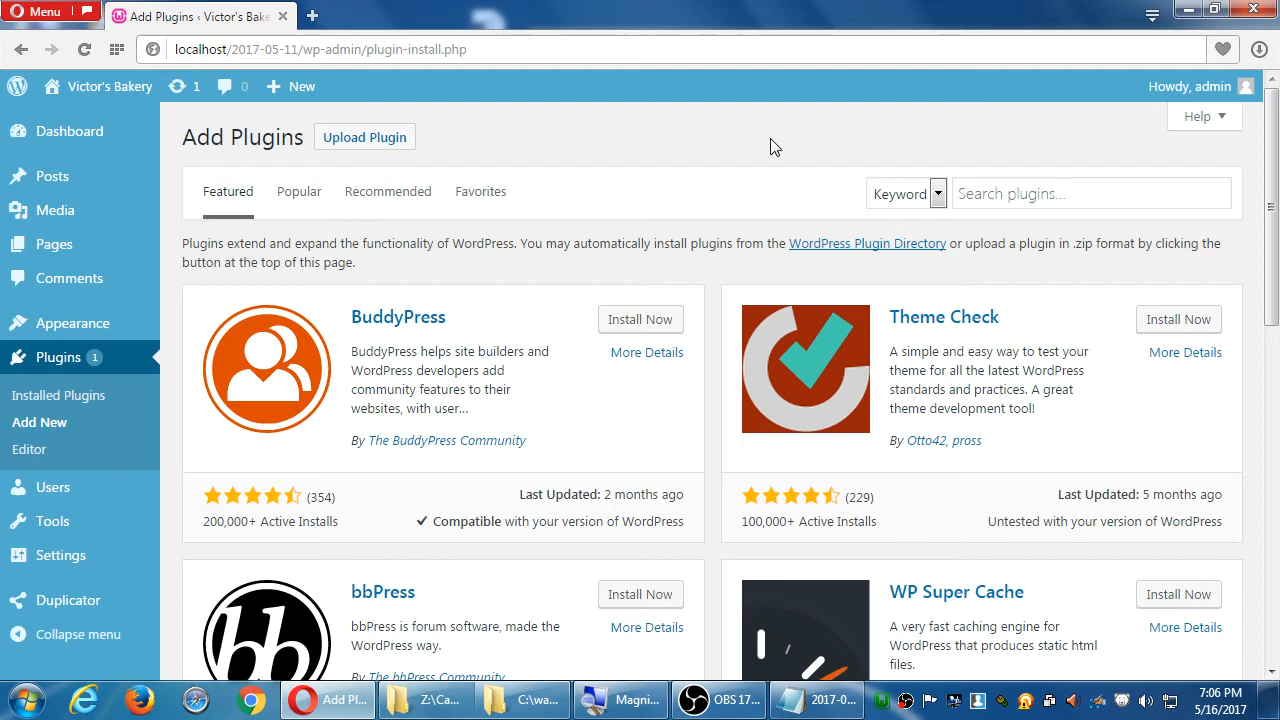 Menu
Add Plugins ‹ Victor's Bake
localhost/2017-05-11/wp-admin/plugin-install.php
Victor's Bakery
1
0
New
Howdy, admin
Dashboard
Posts
Media
Pages
Comments
Appearance
Plugins 1
Installed Plugins
Add New
Editor
Users
Tools
Settings
Duplicator
Collapse menu
Add Plugins
Upload Plugin
Help
Featured
Popular
Recommended
Favorites
Keyword
Search plugins...
Plugins extend and expand the functionality of WordPress. You may automatically install plugins from the WordPress Plugin Directory or upload a plugin in .zip format by clicking the
button at the top of this page.
BuddyPress
Install Now
More Details
BuddyPress helps site builders and
WordPress developers add
community features to their
websites, with user...
By The BuddyPress Community
(354)
Last Updated: 2 months ago
200,000+ Active Installs
Compatible with your version of WordPress
Theme Check
Install Now
More Details
A simple and easy way to test your
theme for all the latest WordPress
standards and practices. A great
theme development tool!
By Otto42, pross
(229)
Last Updated: 5 months ago
100,000+ Active Installs
Untested with your version of WordPress
bb
bbPress
Install Now
More Details
bbPress is forum software, made the
WordPress way.
By The bbPress Community
WP Super Cache
Install Now
More Details
A very fast caching engine for
WordPress that produces static html
files.
Add Pl...
Z:\Ca...
C:\wa...
Magni...
OBS 17...
2017-0...
7:06 PM
5/16/2017